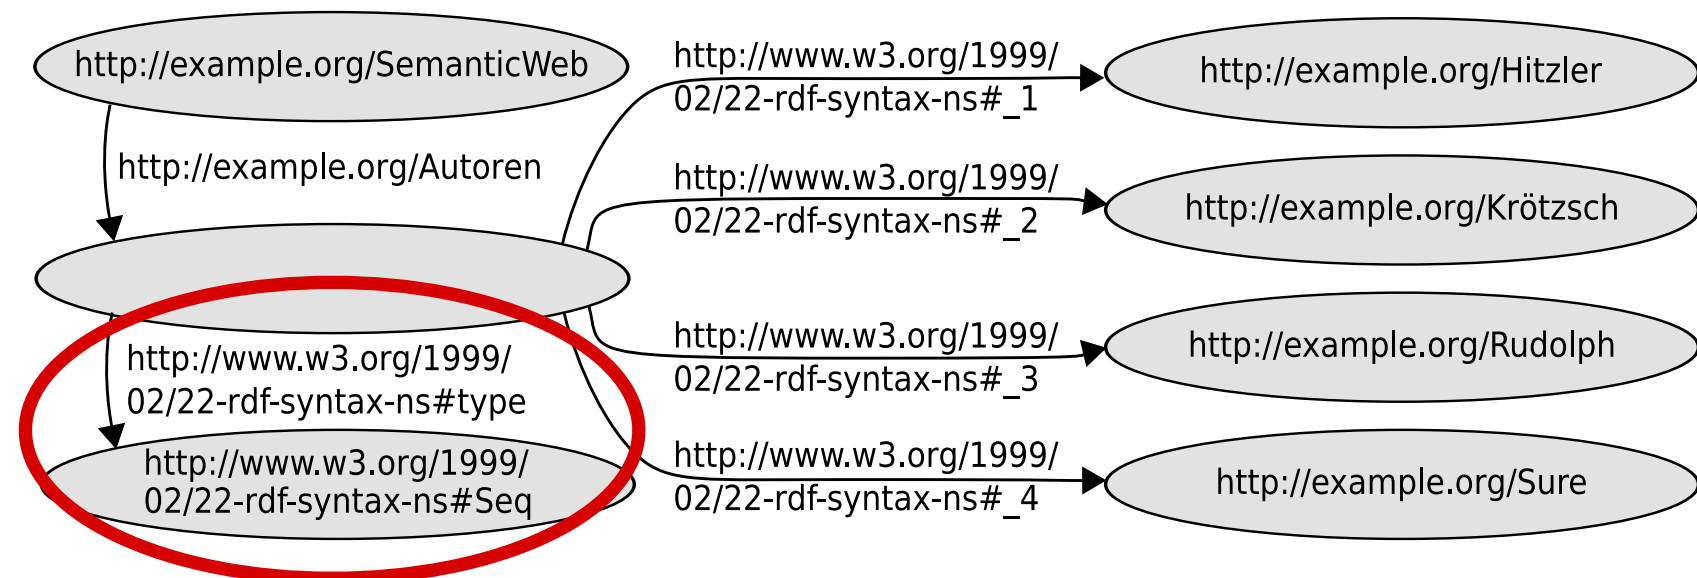 http://example.org/SemanticWeb
http://example.org/Autoren
http://www.w3.org/1999/
02/22-rdf-syntax-ns#type
http://www.w3.org/1999/
02/22-rdf-syntax-ns#Seq
http://www.w3.org/1999/
02/22-rdf-syntax-ns#_1
http://example.org/Hitzler
http://www.w3.org/1999/
02/22-rdf-syntax-ns#_2
http://example.org/Krötzsch
http://www.w3.org/1999/
02/22-rdf-syntax-ns#_3
http://example.org/Rudolph
http://www.w3.org/1999/
02/22-rdf-syntax-ns#_4
http://example.org/Sure